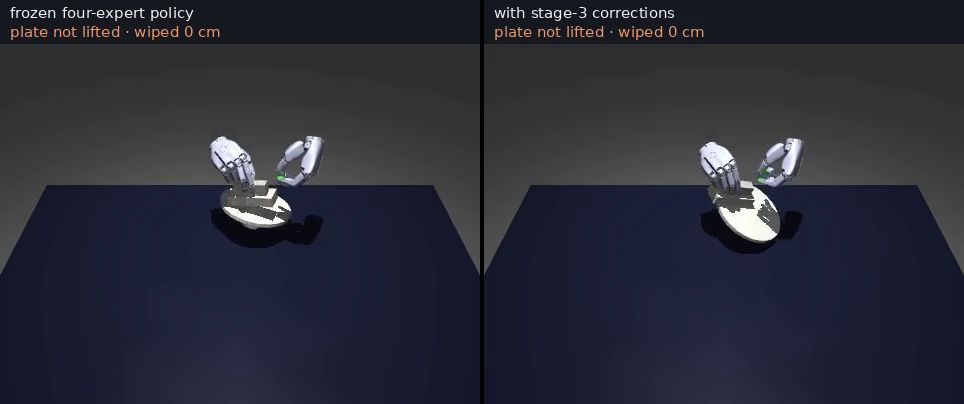 frozen four-expert policy
plate not lifted · wiped 0 cm
with stage-3 corrections
plate not lifted · wiped 0 cm